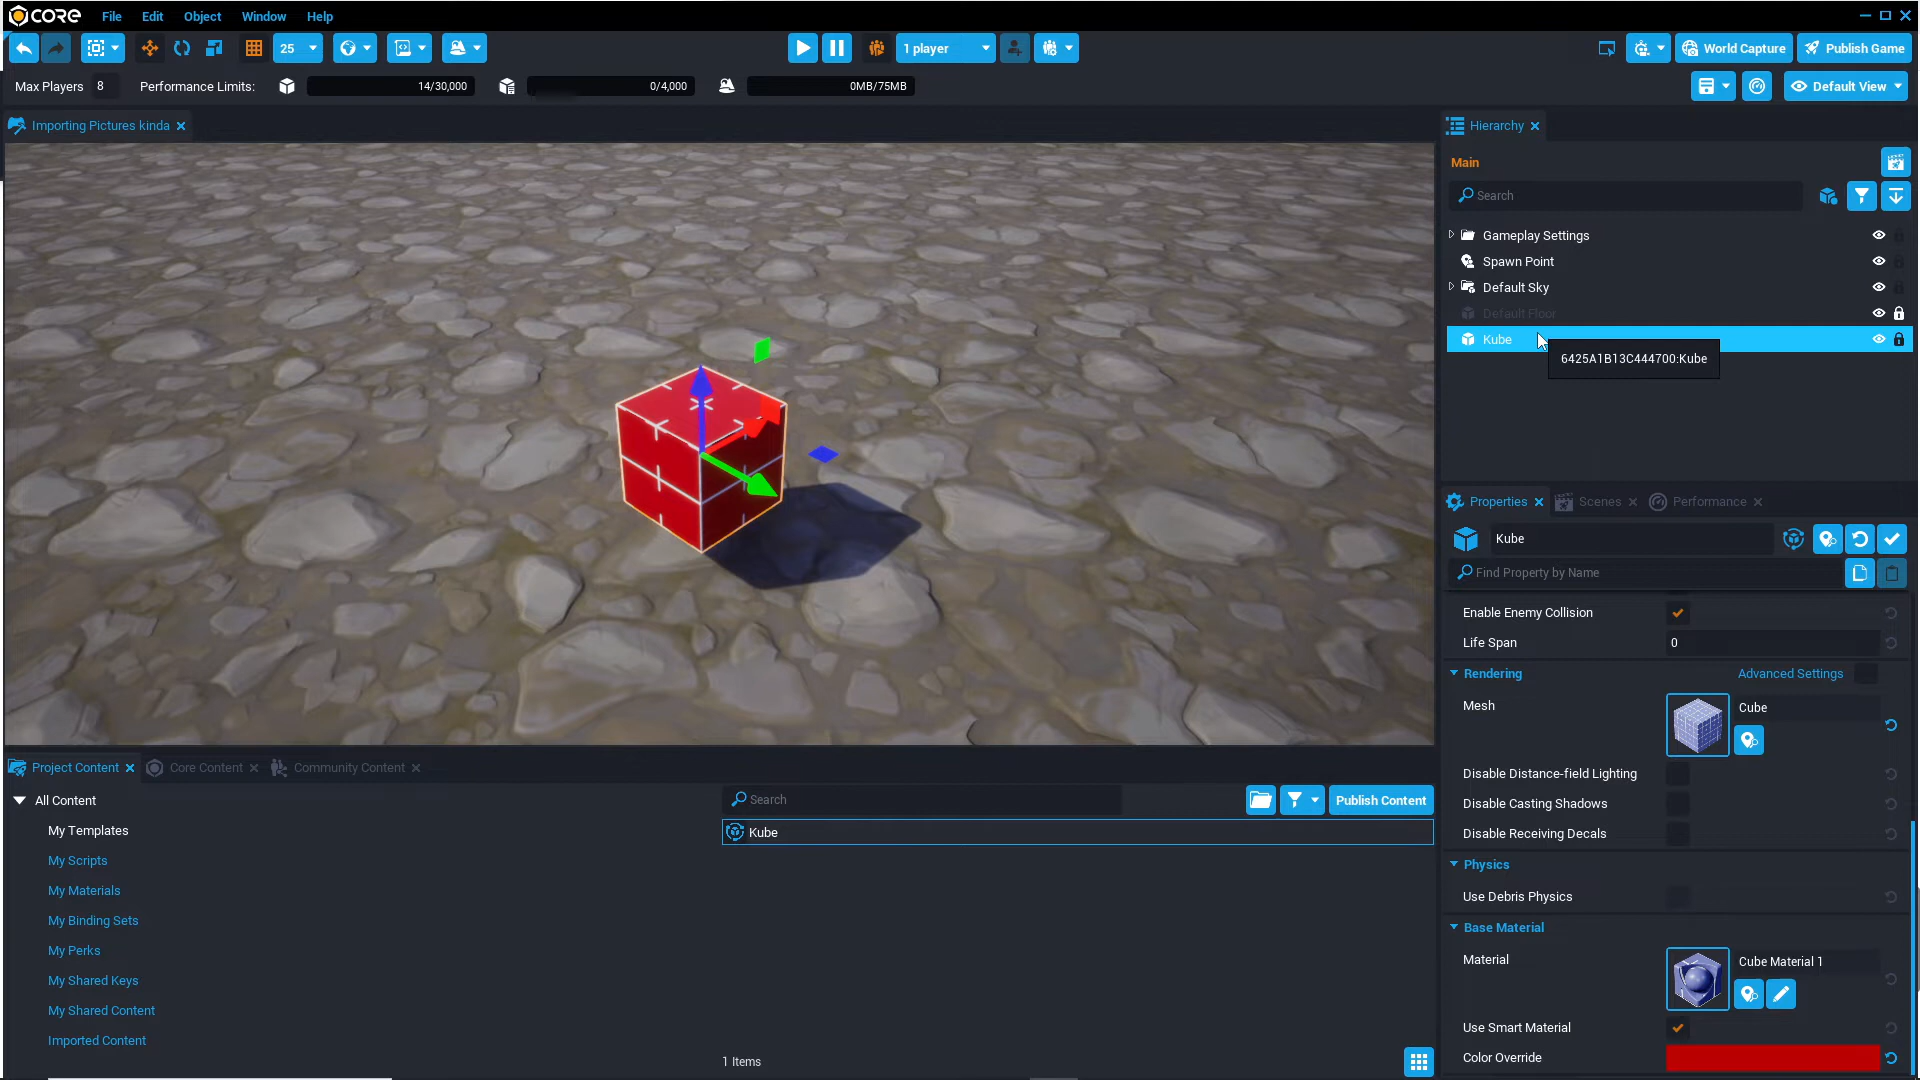 CORE File Edit Object Window Help
25 1 player World Capture Publish Game
Max Players 8 Performance Limits: 14/30,000 0/4,000 0MB/75MB Default View
Importing Pictures kinda
Hierarchy
Main
Search
Gameplay Settings
Spawn Point
Default Sky
Default Floor
Kube
6425A1B13C444700:Kube
Properties Scenes Performance
Kube
Find Property by Name
Enable Enemy Collision
Life Span 0
Rendering Advanced Settings
Mesh Cube
Disable Distance-field Lighting
Disable Casting Shadows
Disable Receiving Decals
Physics
Use Debris Physics
Base Material
Material Cube Material 1
Use Smart Material
Color Override
Project Content Core Content Community Content
All Content
My Templates
My Scripts
My Materials
My Binding Sets
My Perks
My Shared Keys
My Shared Content
Imported Content
Search Publish Content
Kube
1 Items